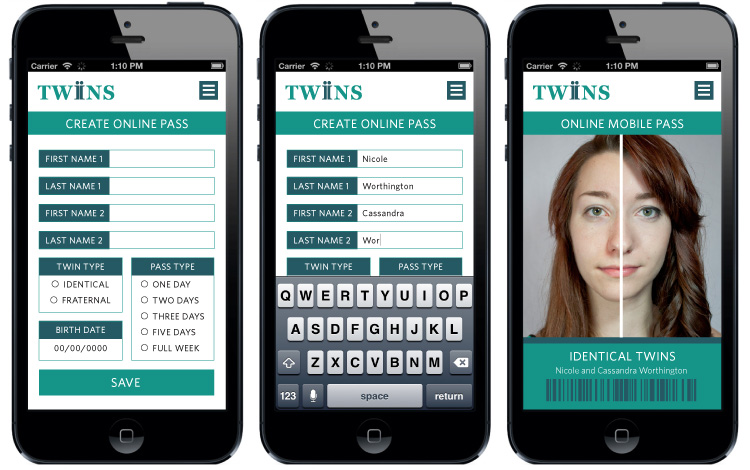 Carrier 1:10 PM
TWiiNS
CREATE ONLINE PASS
FIRST NAME 1
LAST NAME 1
FIRST NAME 2
LAST NAME 2
TWIN TYPE
IDENTICAL
FRATERNAL
BIRTH DATE
00/00/0000
PASS TYPE
ONE DAY
TWO DAYS
THREE DAYS
FIVE DAYS
FULL WEEK
SAVE
Carrier 1:10 PM
TWiiNS
CREATE ONLINE PASS
FIRST NAME 1 Nicole
LAST NAME 1 Worthington
FIRST NAME 2 Cassandra
LAST NAME 2 Wor
TWIN TYPE PASS TYPE
Q W E R T Y U I O P
A S D F G H J K L
Z X C V B N M
123 space return
Carrier 1:10 PM
TWiiNS
ONLINE MOBILE PASS
IDENTICAL TWINS
Nicole and Cassandra Worthington